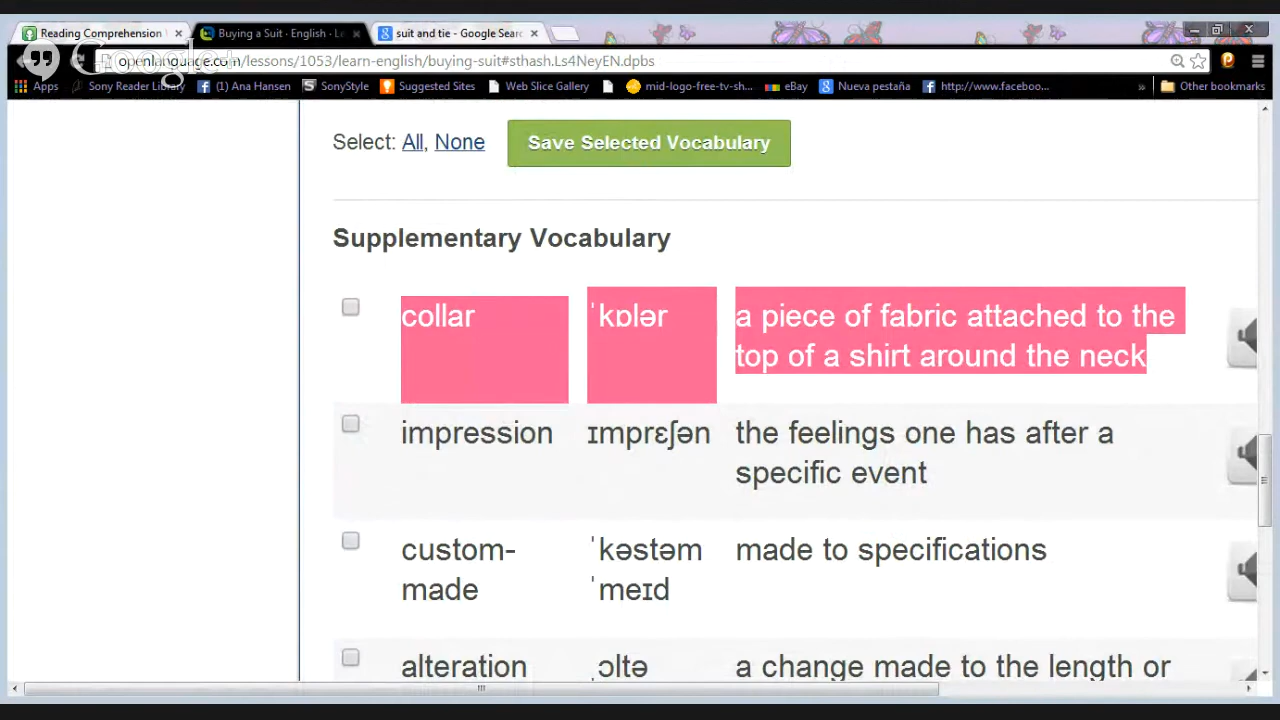 Reading Comprehension
Buying a Suit · English · Le
suit and tie - Google Searc
Google+
openlanguage.com/lessons/1053/learn-english/buying-suit#sthash.
Apps
Sony Reader Library
(1) Ana Hansen
SonyStyle
Suggested Sites
Web Slice Gallery
mid-logo-free-tv-sh...
eBay
Nueva pestaña
http://www.faceboo...
»
Other bookmarks
Select: All, None
Save Selected Vocabulary
Supplementary Vocabulary
collar ˈkɒlər a piece of fabric attached to the
top of a shirt around the neck
impression ɪmprɛʃən the feelings one has after a
specific event
custom- ˈkəstəm made to specifications
made ˈmeɪd
alteration ˌɔltə a change made to the length or